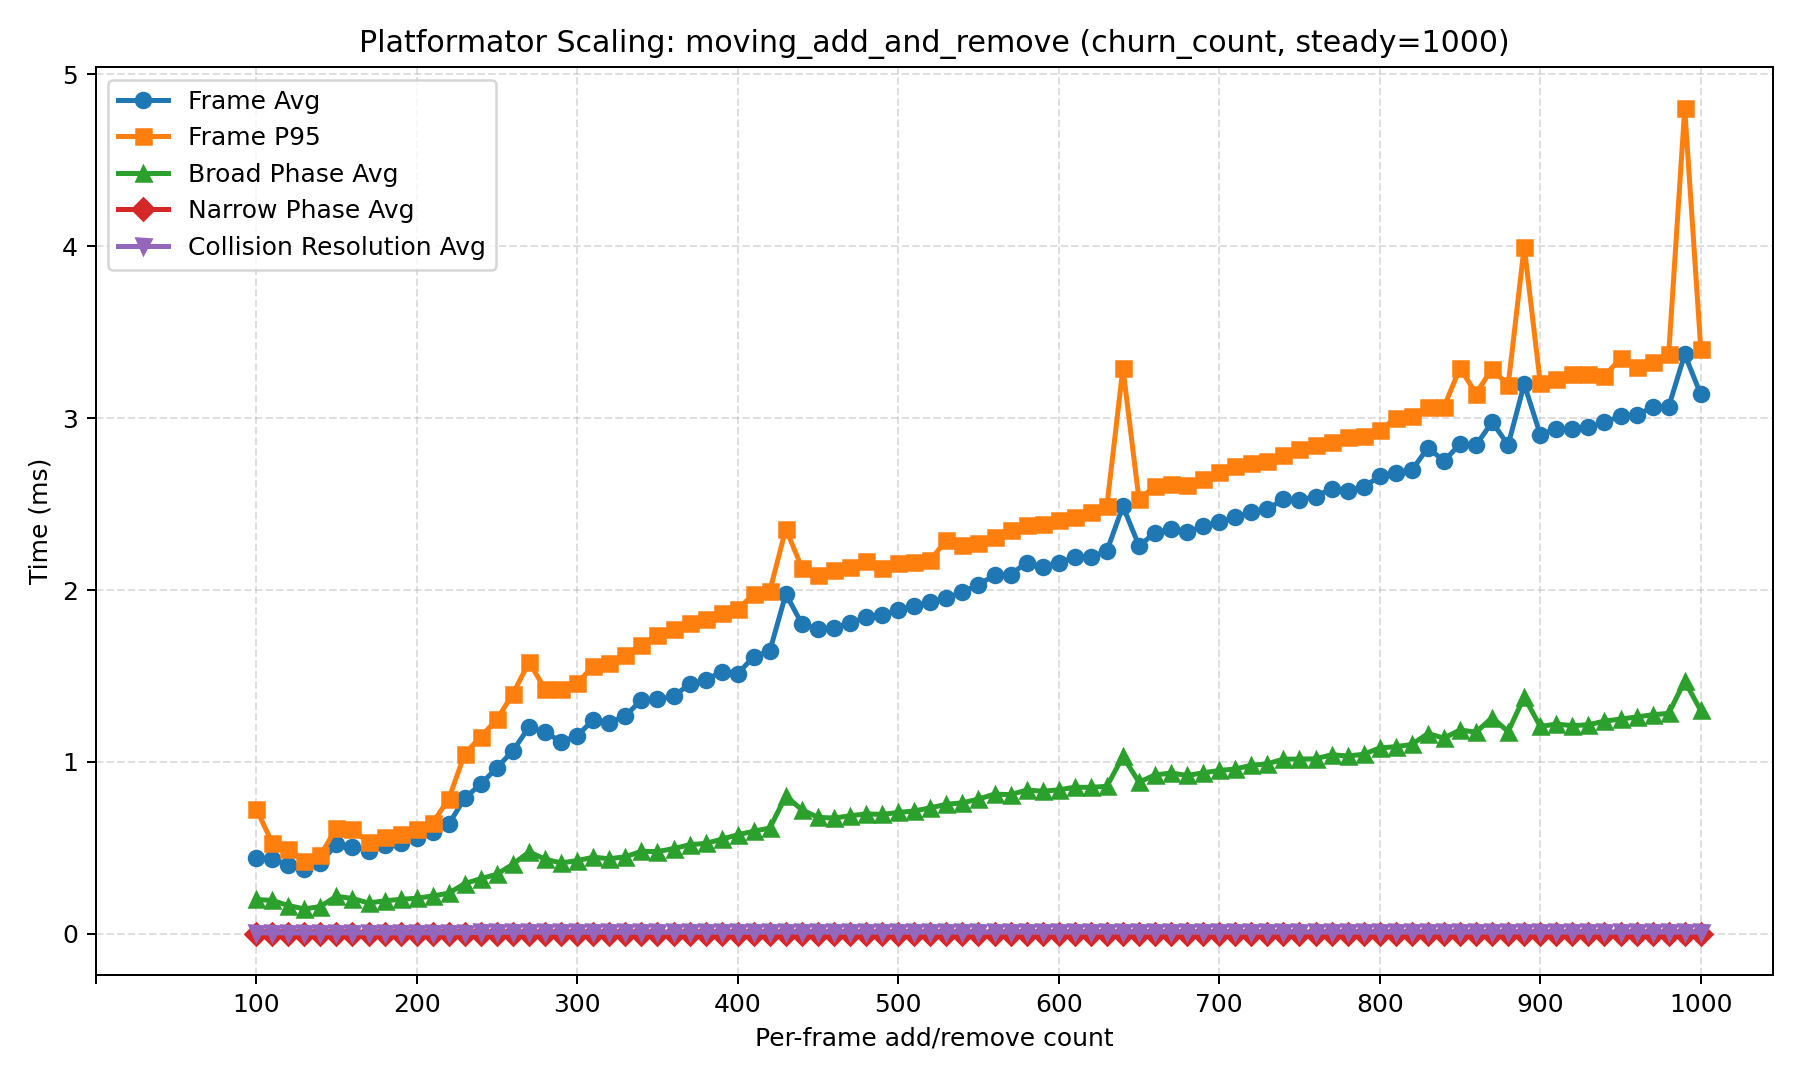 Platformator Scaling: moving_add_and_remove (churn_count, steady=1000)
5
4
3
2
1
0
Time (ms)
Frame Avg
Frame P95
Broad Phase Avg
Narrow Phase Avg
Collision Resolution Avg
100 200 300 400 500 600 700 800 900 1000
Per-frame add/remove count